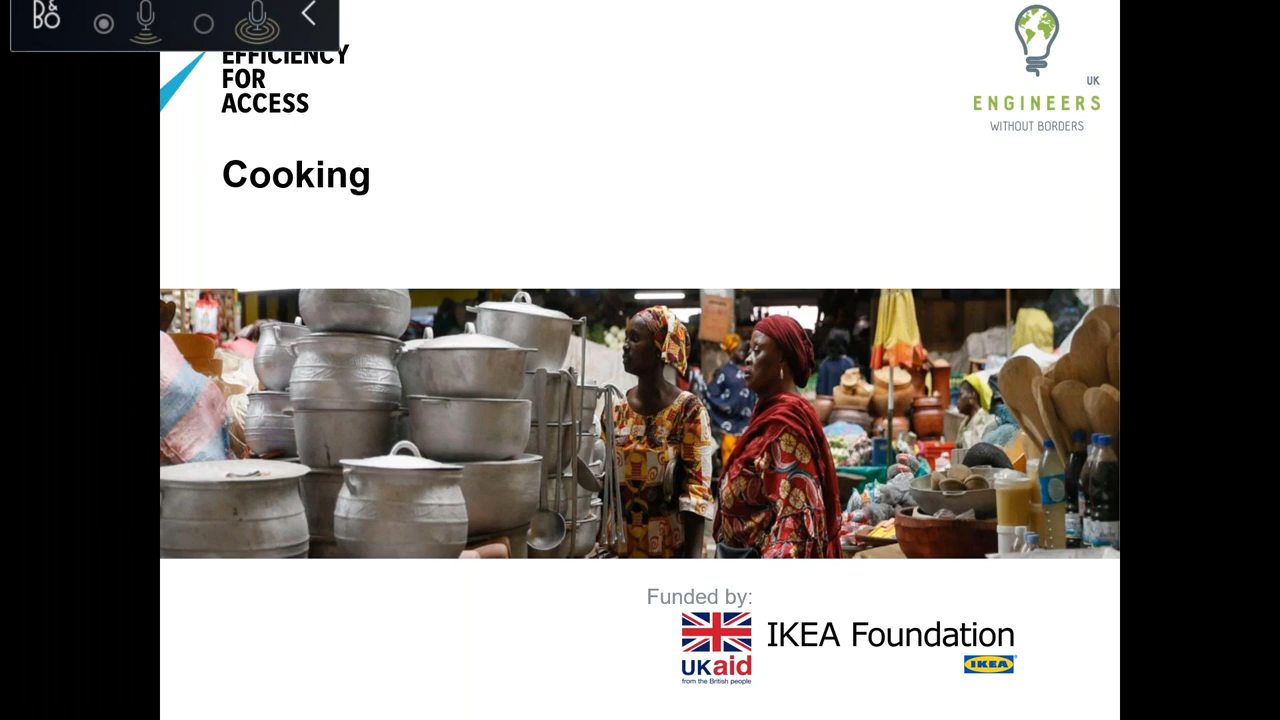 B&O
EFFICIENCY
FOR
ACCESS
UK
ENGINEERS
WITHOUT BORDERS
Cooking
Funded by:
UKaid
from the British people
IKEA Foundation
IKEA